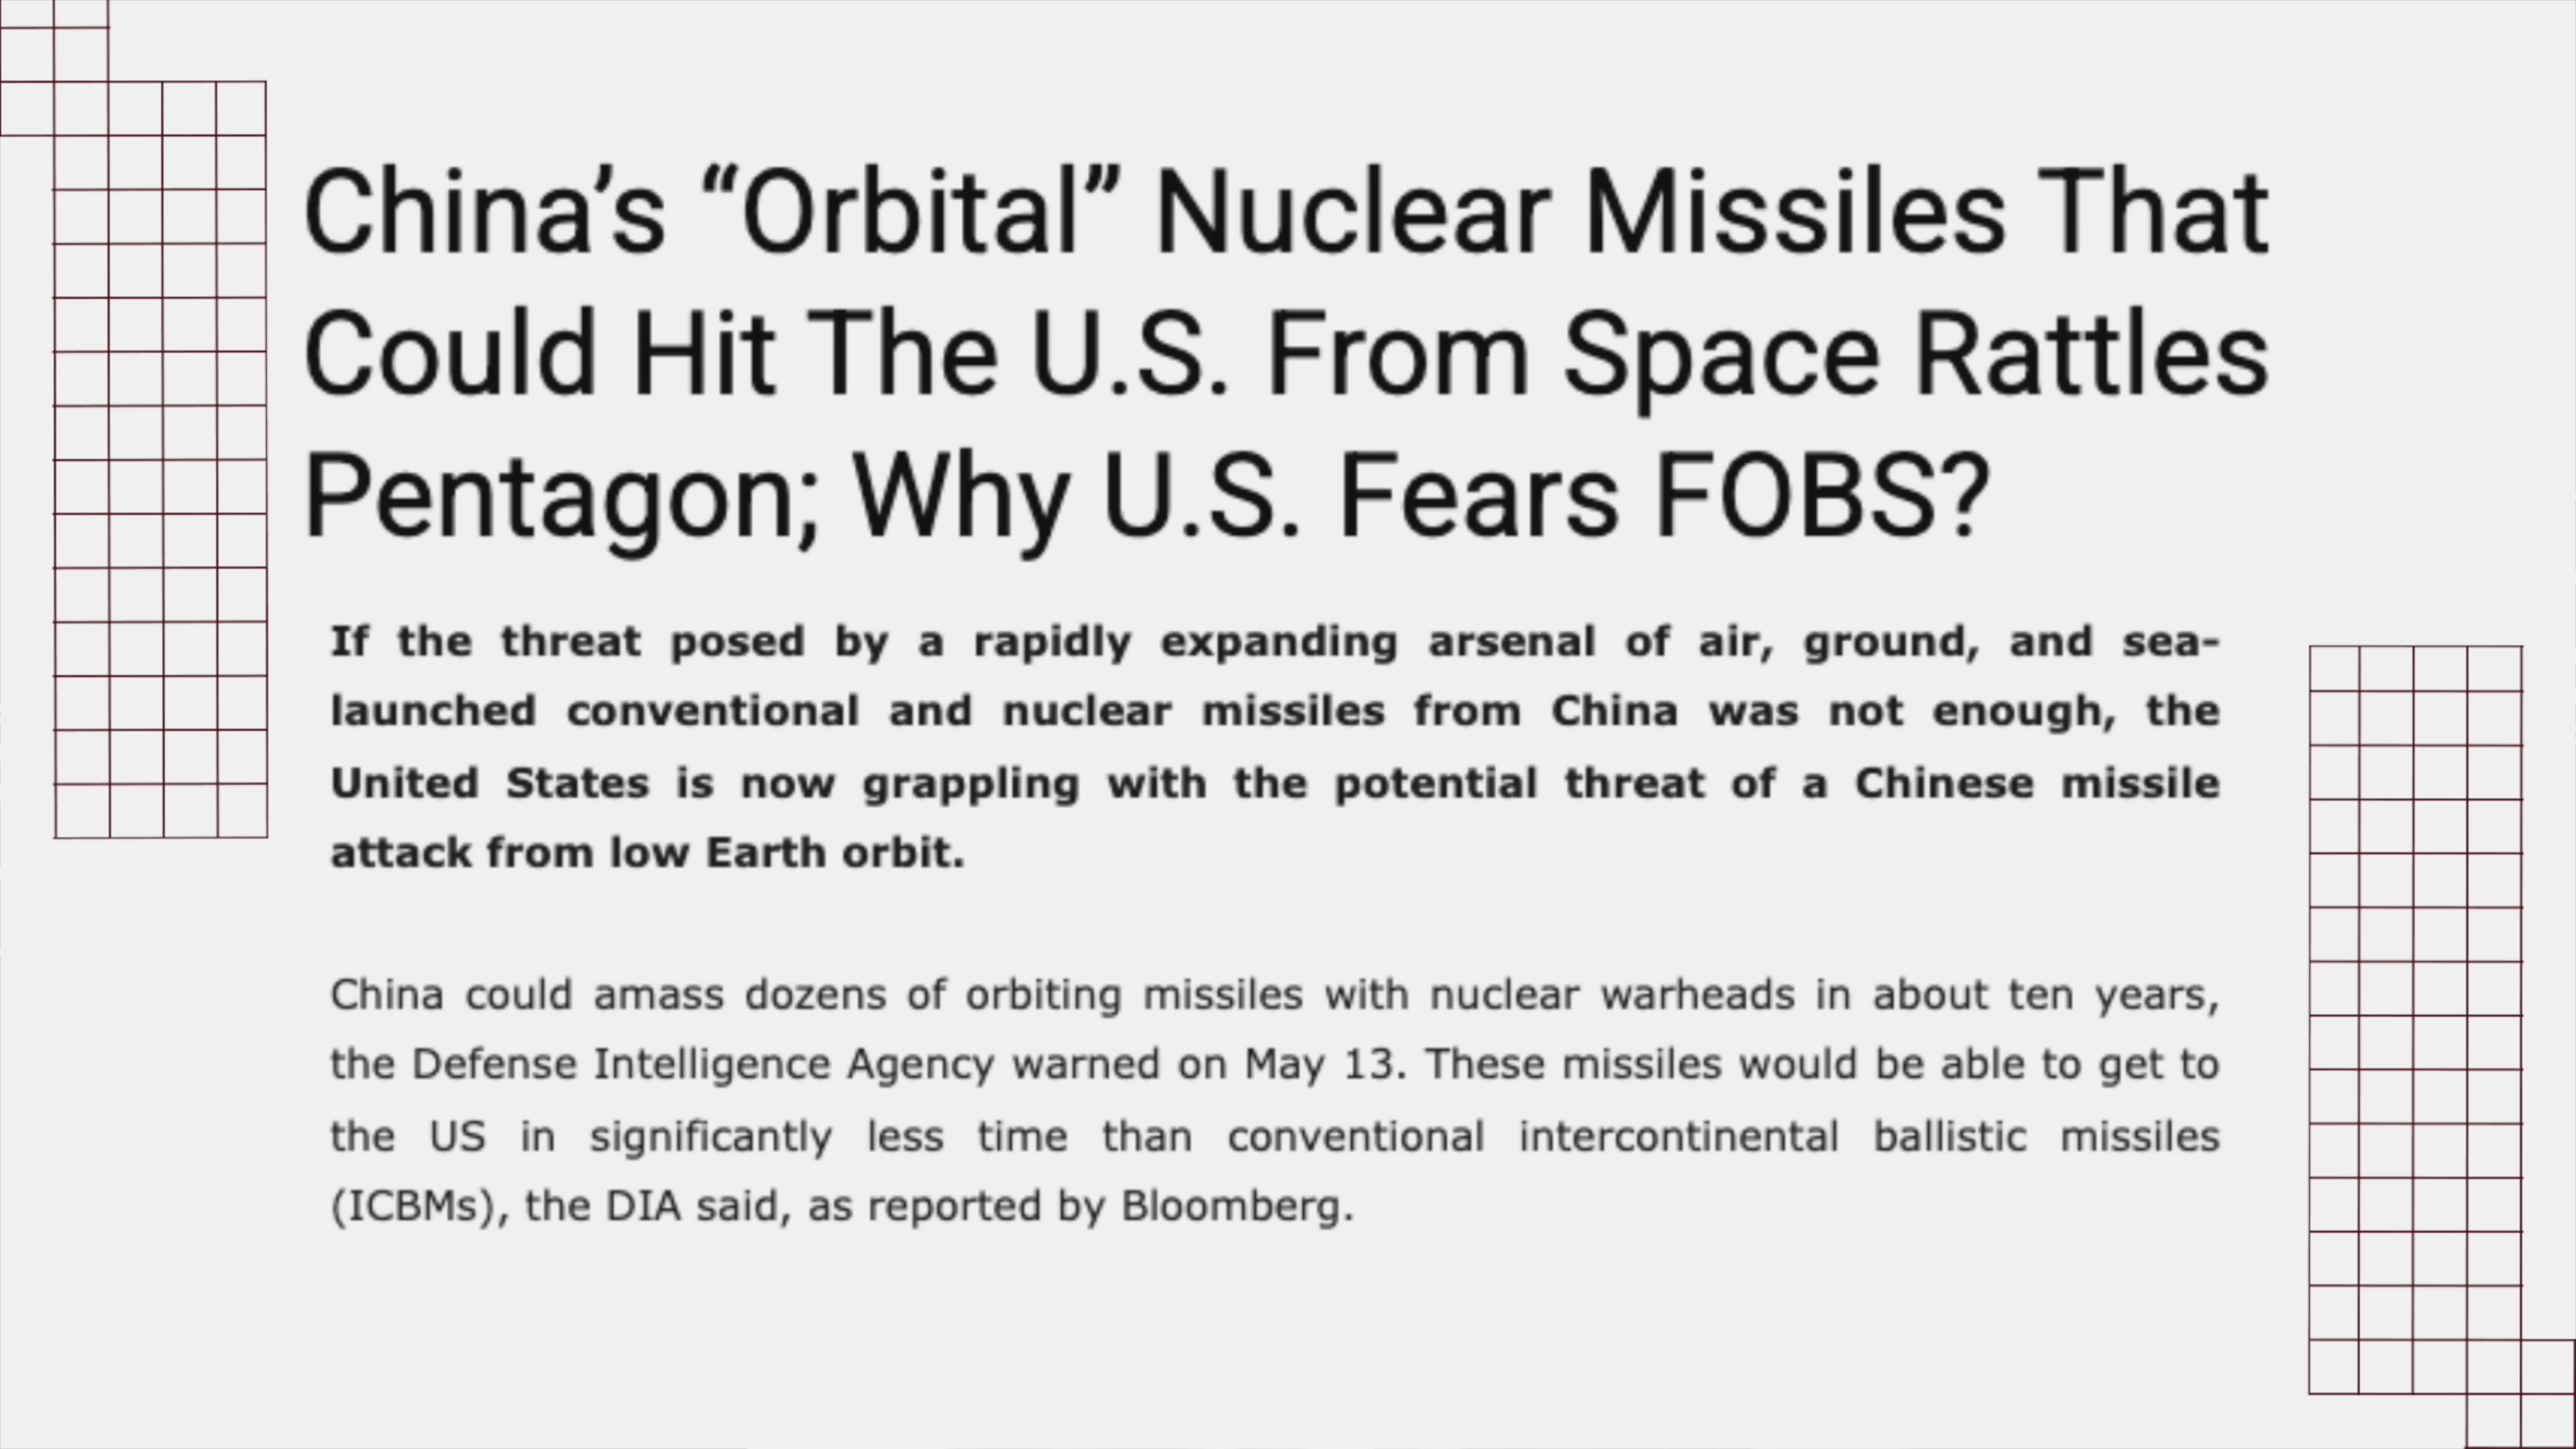 China’s “Orbital” Nuclear Missiles That
Could Hit The U.S. From Space Rattles
Pentagon; Why U.S. Fears FOBS?
If the threat posed by a rapidly expanding arsenal of air, ground, and sea-
launched conventional and nuclear missiles from China was not enough, the
United States is now grappling with the potential threat of a Chinese missile
attack from low Earth orbit.
China could amass dozens of orbiting missiles with nuclear warheads in about ten years,
the Defense Intelligence Agency warned on May 13. These missiles would be able to get to
the US in significantly less time than conventional intercontinental ballistic missiles
(ICBMs), the DIA said, as reported by Bloomberg.